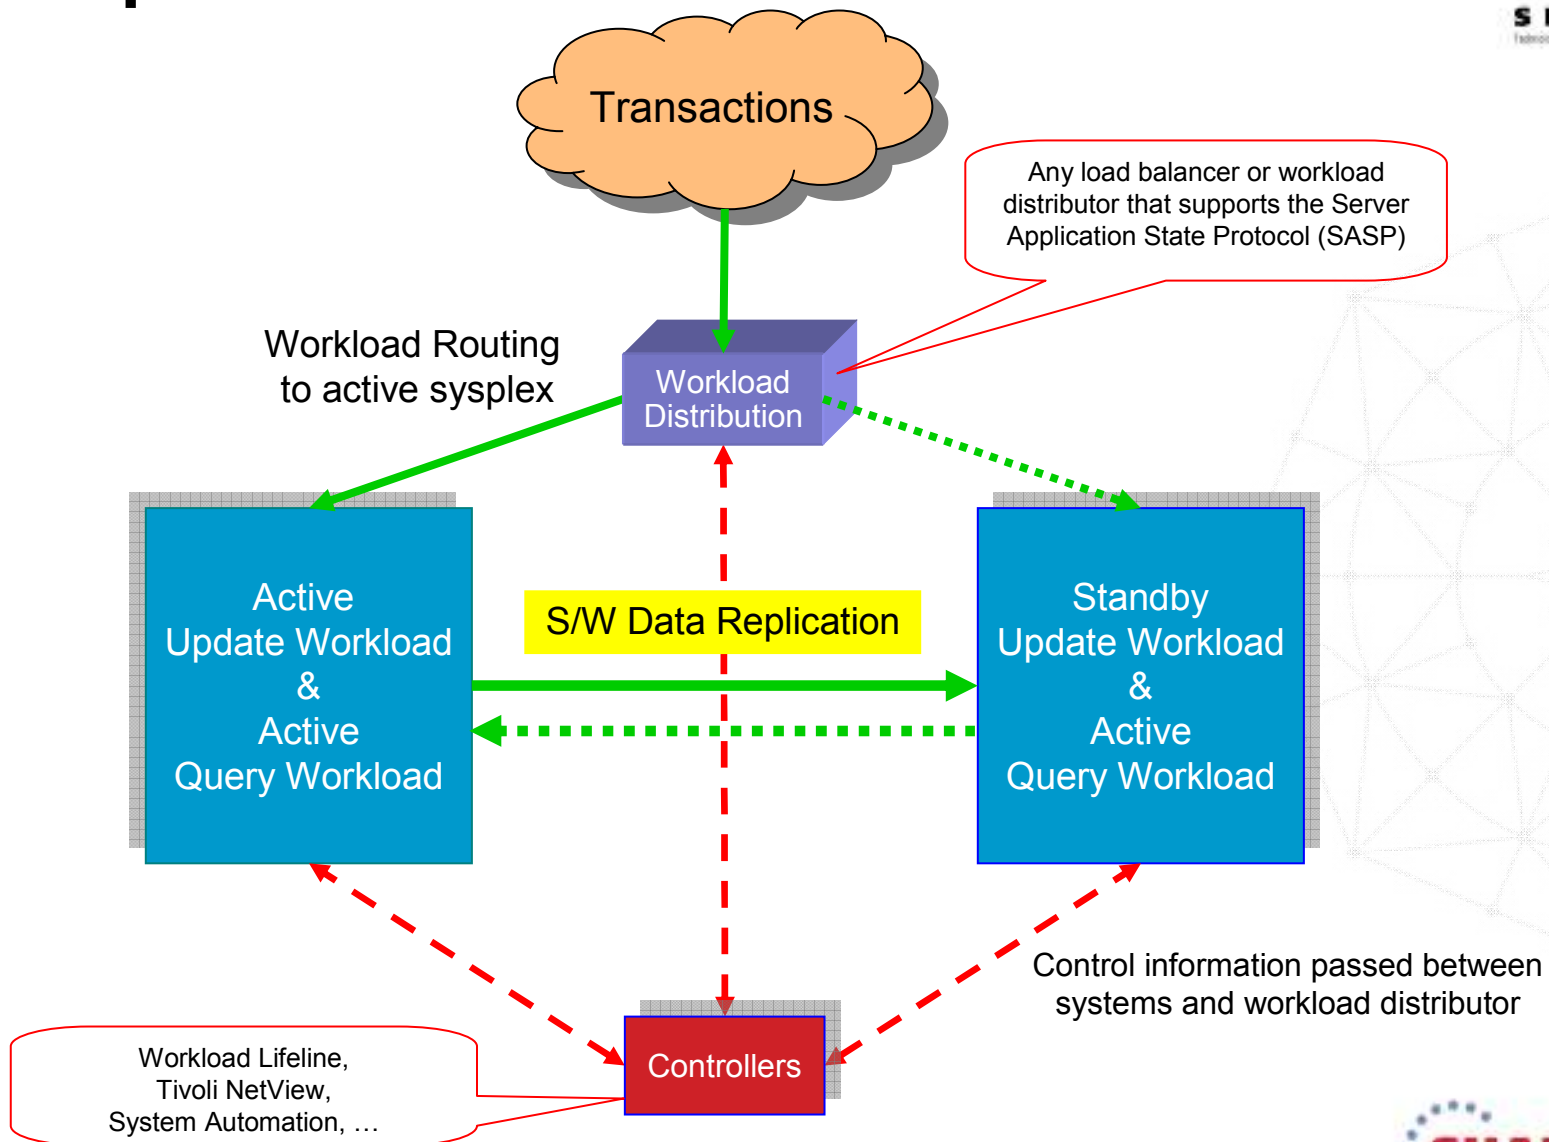 Transactions
Any load balancer or workload
distributor that supports the Server
Application State Protocol (SASP)
Workload Routing
to active sysplex
Workload
Distribution
Active
Update Workload
&
Active
Query Workload
S/W Data Replication
Standby
Update Workload
&
Active
Query Workload
Control information passed between
systems and workload distributor
Controllers
Workload Lifeline,
Tivoli NetView,
System Automation, …